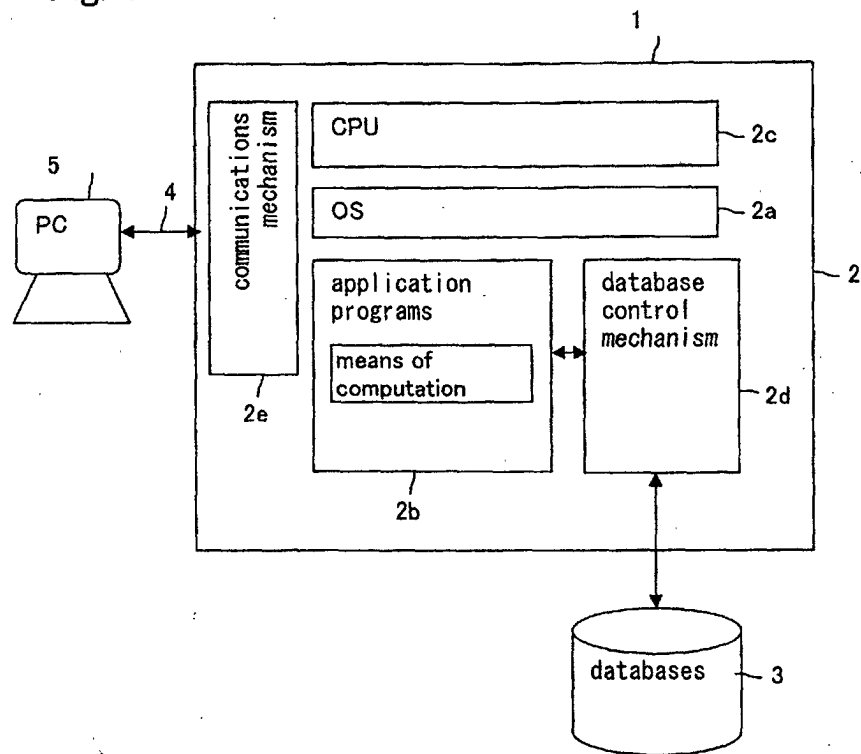 1
communications
mechanism
CPU
2c
5
4
PC
OS
2a
application
programs
database
control
mechanism
2
means of
computation
2d
2e
2b
databases
3